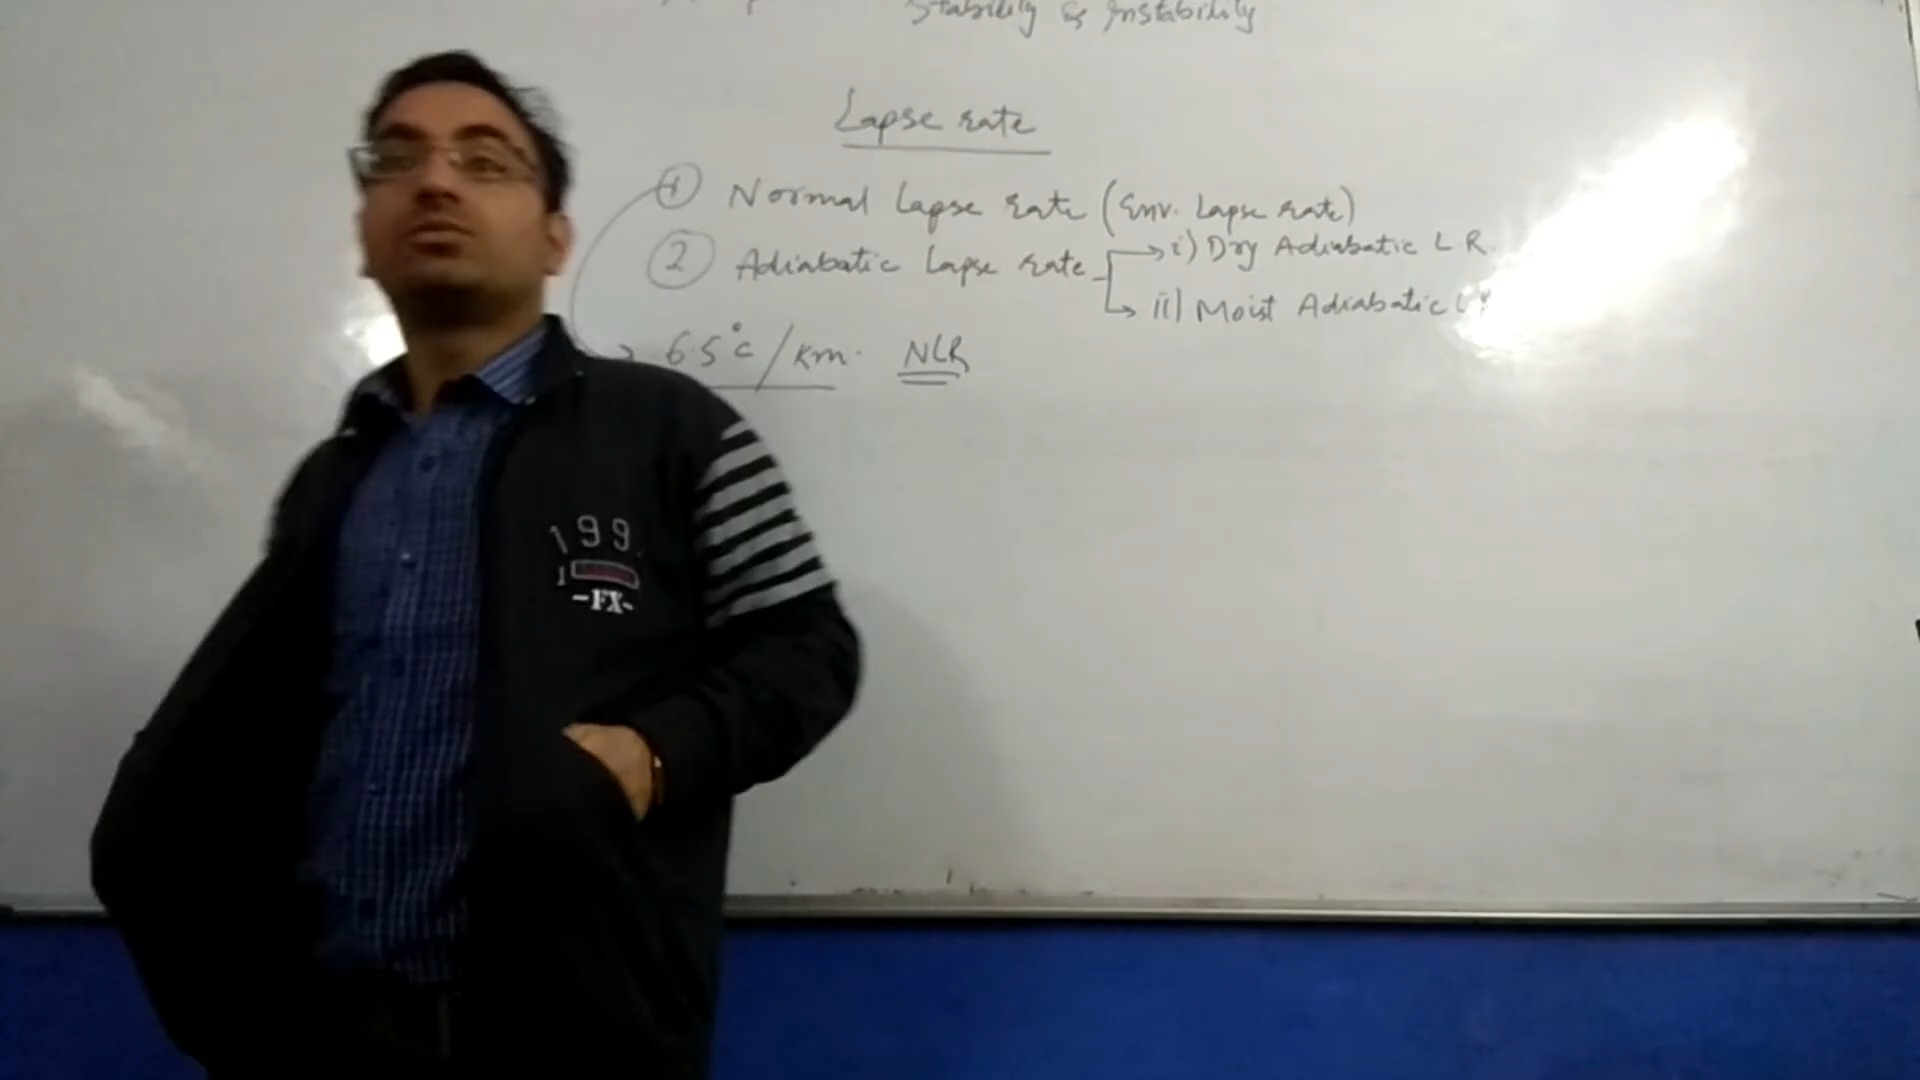 Stability & Instability
Lapse rate
① Normal Lapse rate (Env. Lapse rate)
② Adiabatic Lapse rate
i) Dry Adiabatic L R.
ii) Moist Adiabatic L
6.5°c/km. NLR
199
1
-FX-